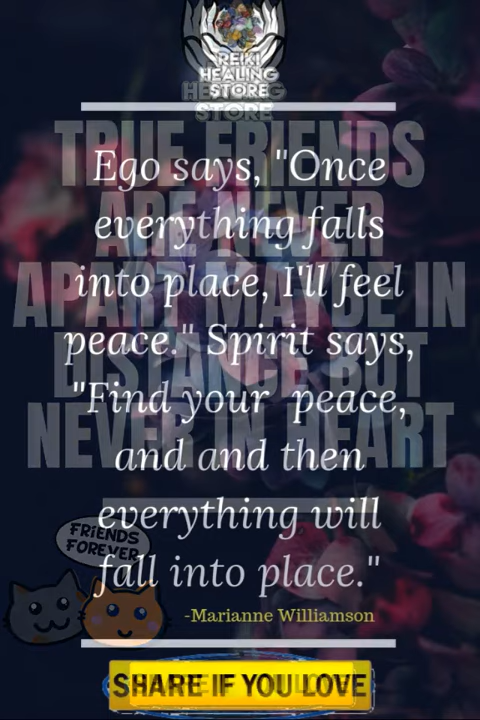 REIKI
HEALING
STORE
HEALING
STORE
TRUE FRIENDS
ARE NEVER
APART MAYBE IN
DISTANCE BUT
NEVER IN HEART
Ego says, "Once
everything falls
into place, I'll feel
peace." Spirit says,
"Find your peace,
and and then
everything will
fall into place."
-Marianne Williamson
FRIENDS
FOREVER
SHARE IF YOU LOVE